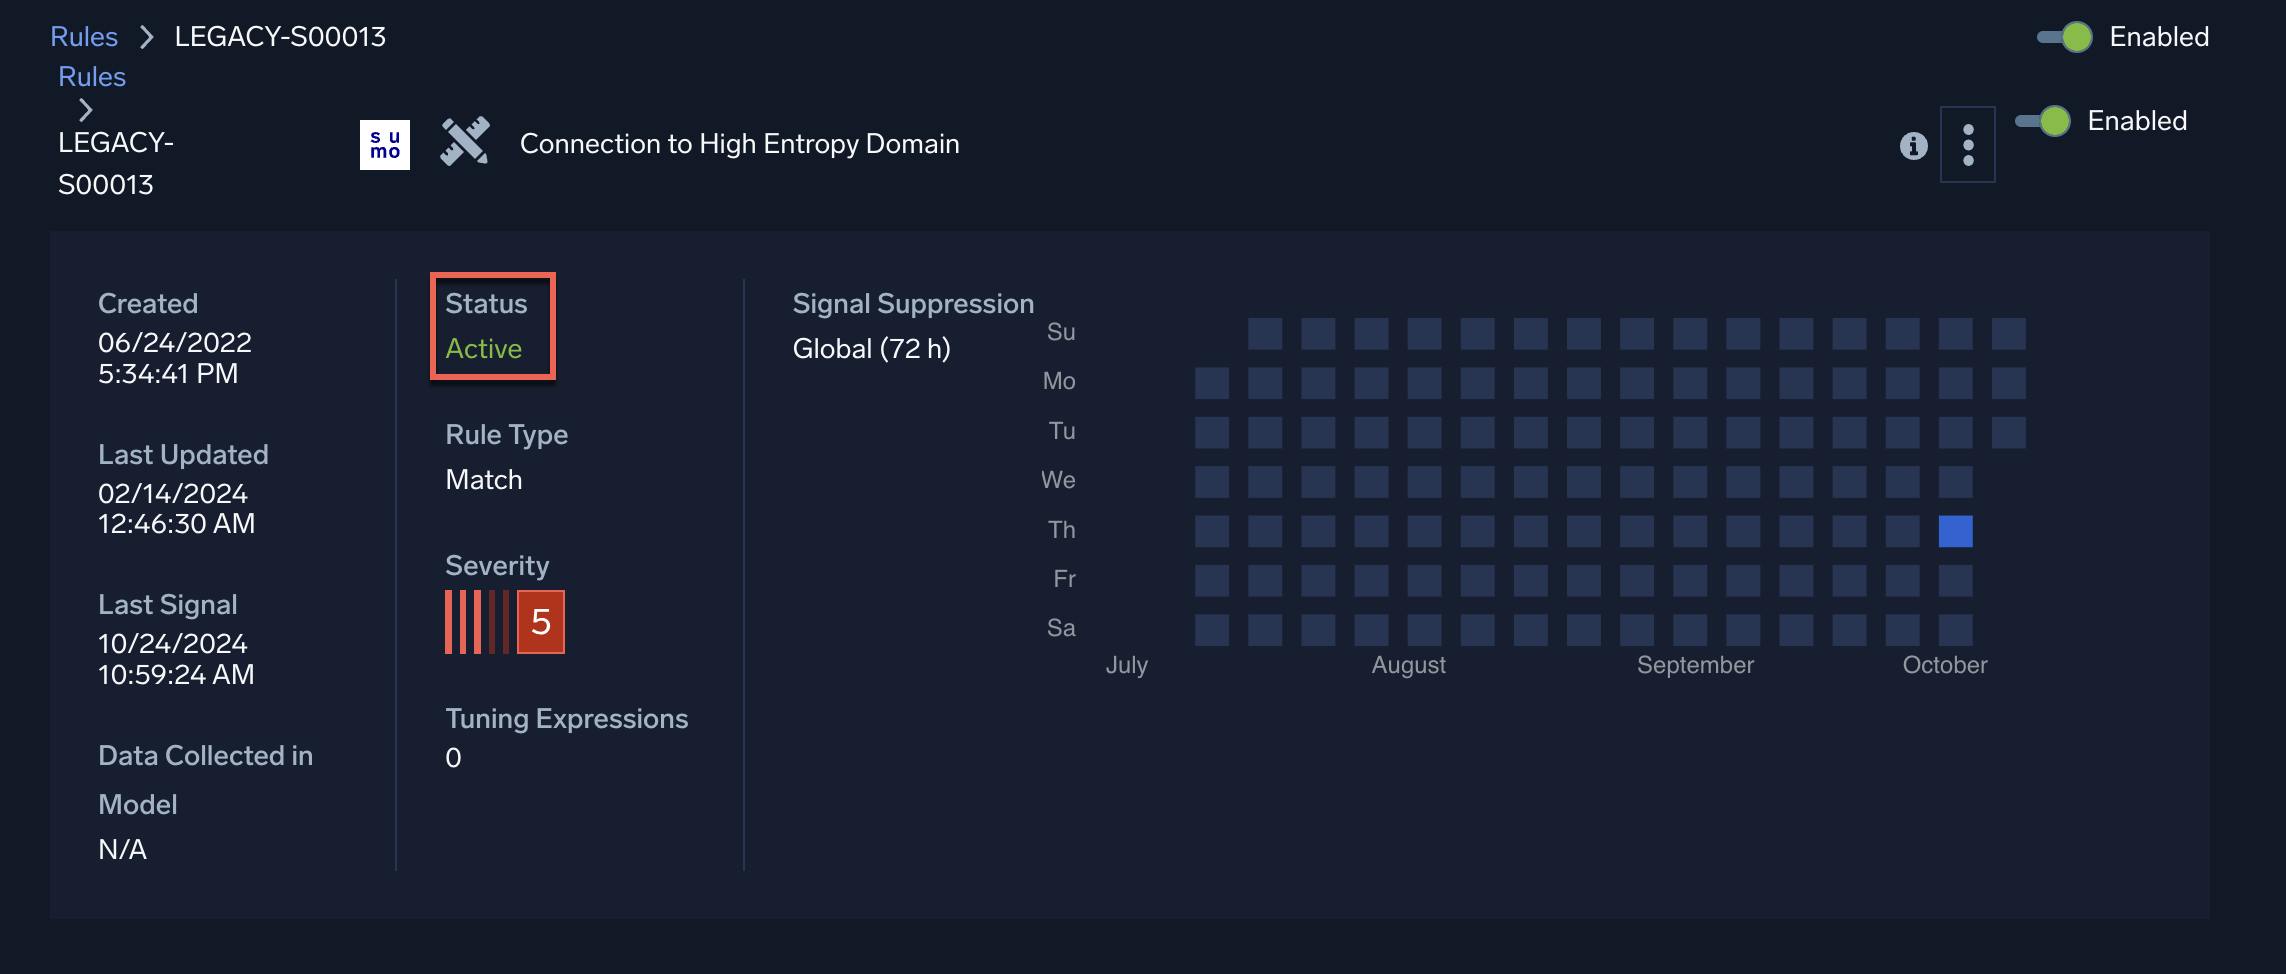 Rules > LEGACY-S00013
Enabled
Rules
>
LEGACY-
S00013
su
mo
Connection to High Entropy Domain
Enabled
Created
06/24/2022
5:34:41 PM
Last Updated
02/14/2024
12:46:30 AM
Last Signal
10/24/2024
10:59:24 AM
Data Collected in
Model
N/A
Status
Active
Rule Type
Match
Severity
5
Tuning Expressions
0
Signal Suppression
Global (72 h)
Su
Mo
Tu
We
Th
Fr
Sa
July August September October